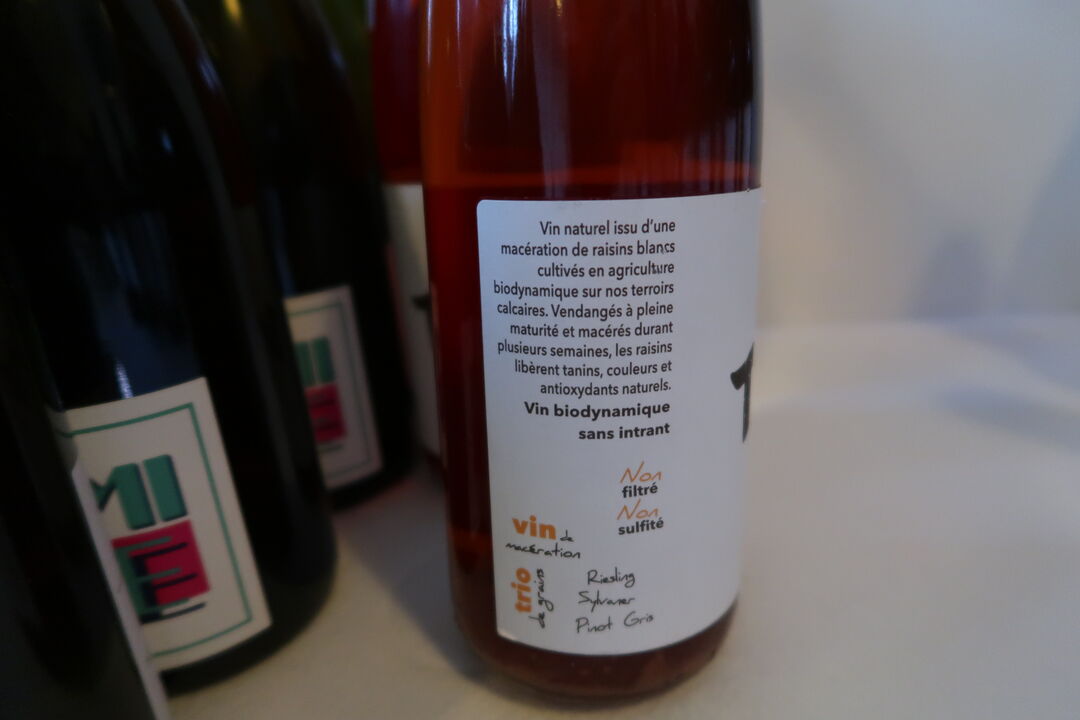 Vin naturel issu d'une
macération de raisins blancs
cultivés en agriculture
biodynamique sur nos terroirs
calcaires. Vendangés à pleine
maturité et macérés durant
plusieurs semaines, les raisins
libèrent tanins, couleurs et
antioxydants naturels.
Vin biodynamique
sans intrant
Non
filtré
Non
sulfité
vin de
macération
trio
de grains
Riesling
Sylvaner
Pinot Gris